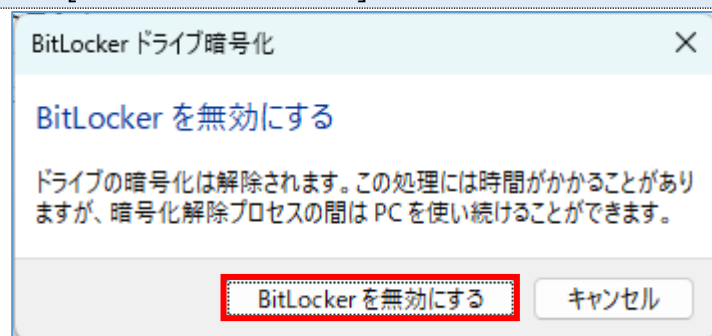 BitLocker ドライブ暗号化
BitLocker を無効にする
ドライブの暗号化は解除されます。この処理には時間がかかることがあり
ますが、暗号化解除プロセスの間は PC を使い続けることができます。
BitLocker を無効にする
キャンセル